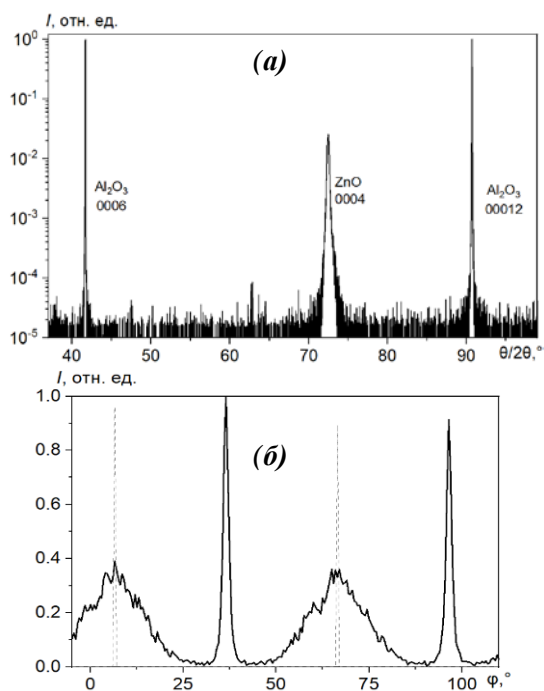 I, отн. ед.
(а)
10⁰
10⁻¹
10⁻²
10⁻³
10⁻⁴
10⁻⁵
Al₂O₃
0006
ZnO
0004
Al₂O₃
00012
40 50 60 70 80 90 θ/2θ,°
I, отн. ед.
(б)
1.0
0.8
0.6
0.4
0.2
0.0
0 25 50 75 100 φ,°